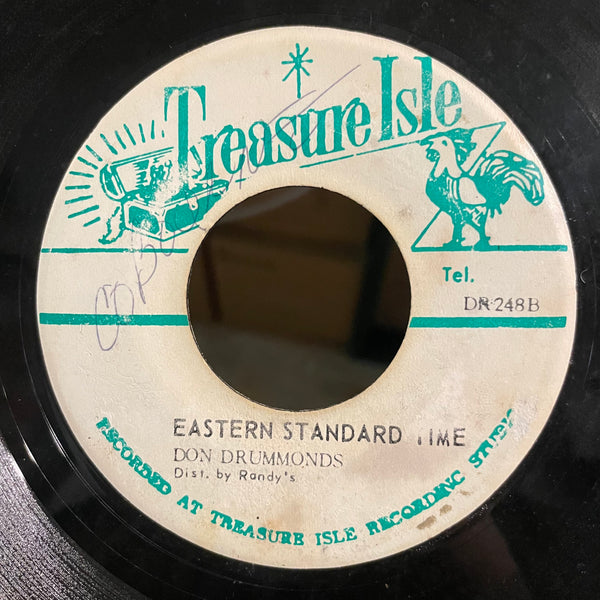 Treasure Isle
Tel.
DR 248B
EASTERN STANDARD TIME
DON DRUMMONDS
Dist. by Randy's
RECORDED AT TREASURE ISLE RECORDING STUDIO